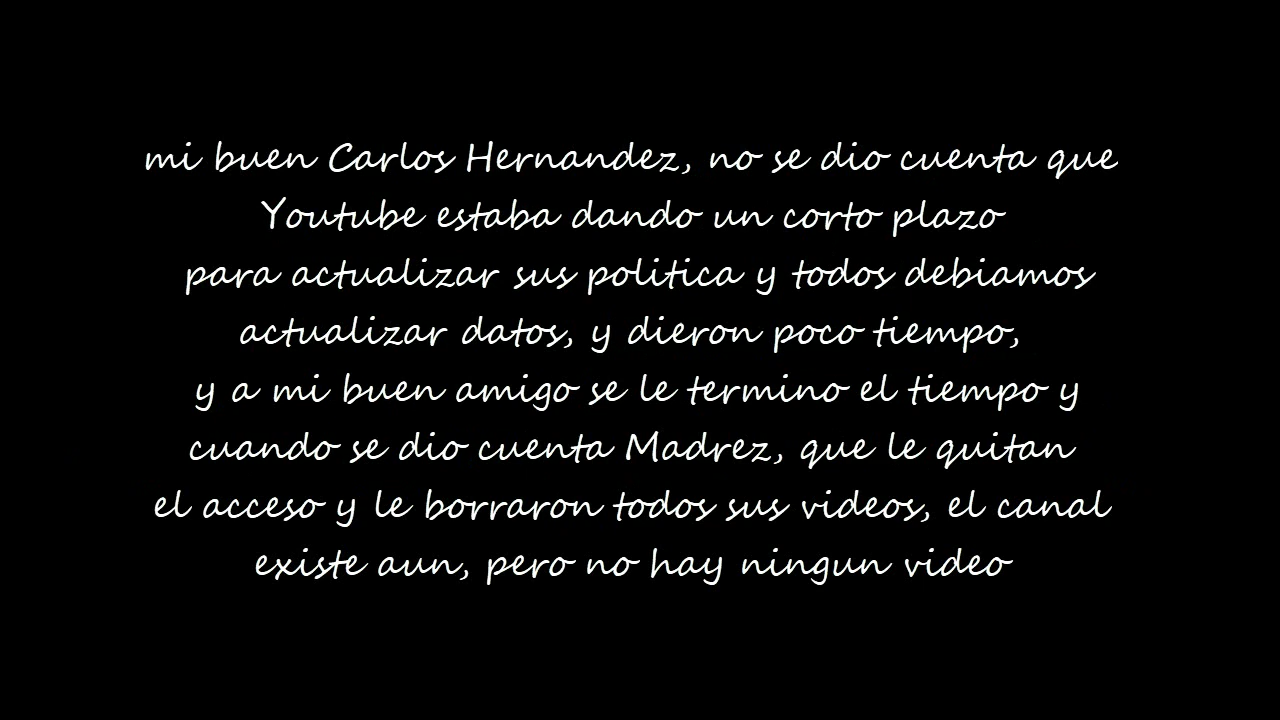 mi buen Carlos Hernandez, no se dio cuenta que
Youtube estaba dando un corto plazo
para actualizar sus politica y todos debiamos
actualizar datos, y dieron poco tiempo,
y a mi buen amigo se le termino el tiempo y
cuando se dio cuenta Madrez, que le quitan
el acceso y le borraron todos sus videos, el canal
existe aun, pero no hay ningun video